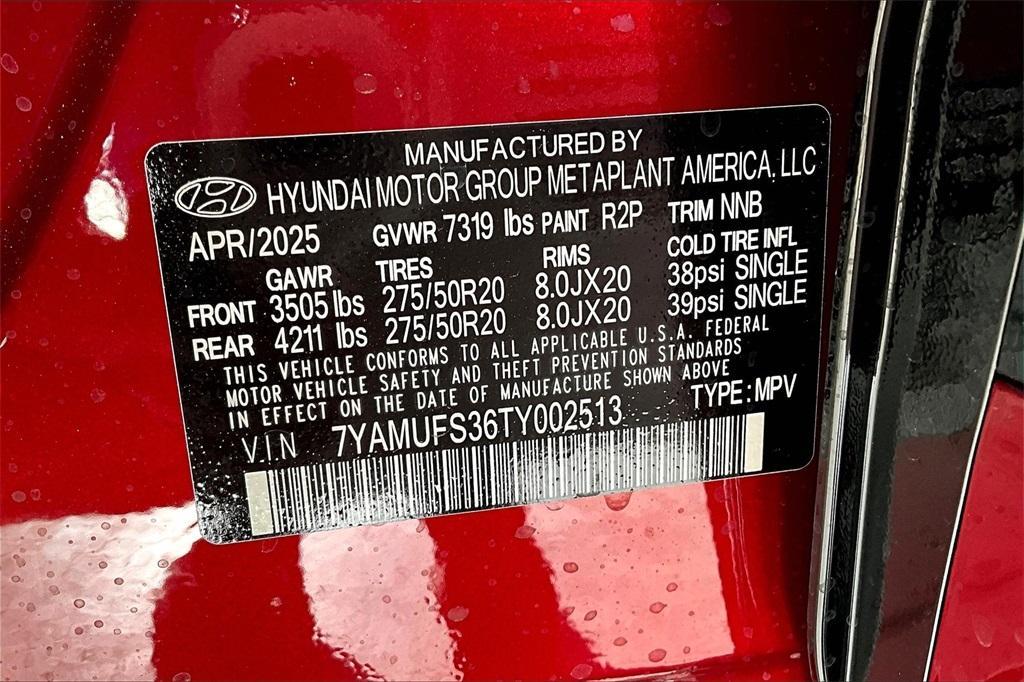 MANUFACTURED BY
HYUNDAI MOTOR GROUP METAPLANT AMERICA, LLC
APR/2025 GVWR 7319 lbs PAINT R2P TRIM NNB
GAWR TIRES RIMS COLD TIRE INFL
FRONT 3505 lbs 275/50R20 8.0JX20 38psi SINGLE
REAR 4211 lbs 275/50R20 8.0JX20 39psi SINGLE
THIS VEHICLE CONFORMS TO ALL APPLICABLE U.S.A. FEDERAL
MOTOR VEHICLE SAFETY AND THEFT PREVENTION STANDARDS
IN EFFECT ON THE DATE OF MANUFACTURE SHOWN ABOVE
VIN 7YAMUFS36TY002513 TYPE : MPV